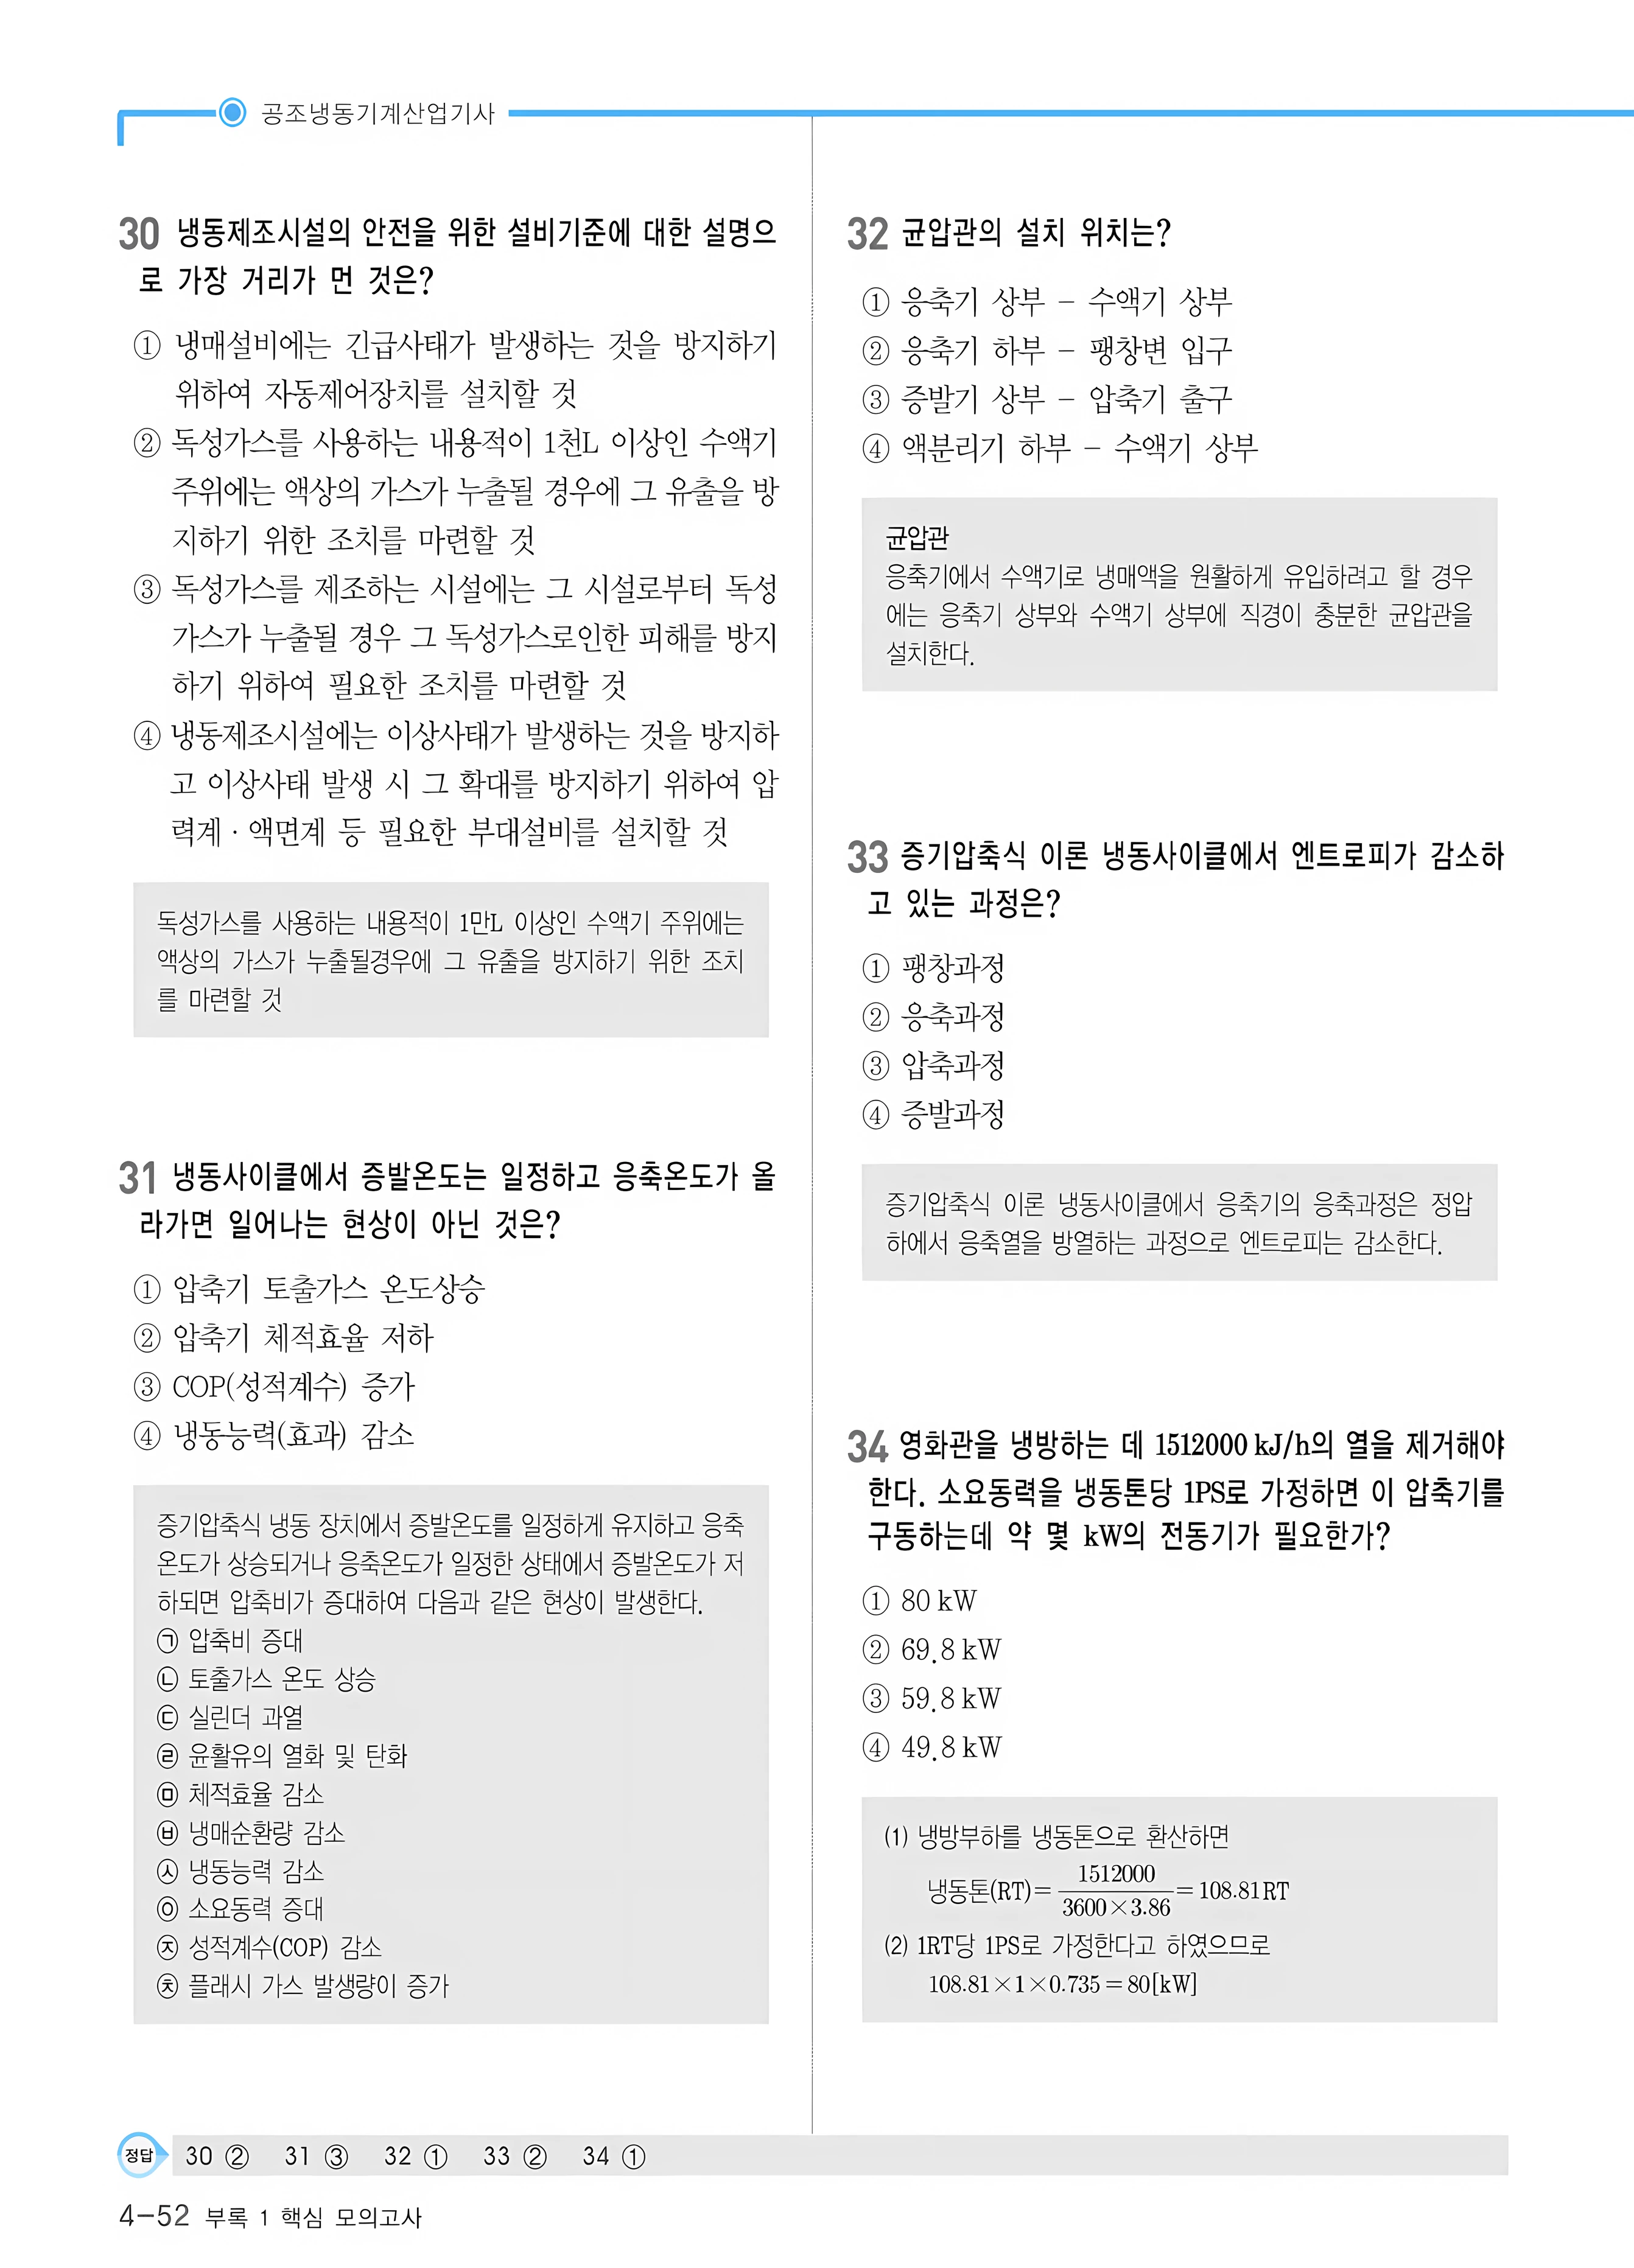 공조냉동기계산업기사
30 냉동제조시설의 안전을 위한 설비기준에 대한 설명으
로 가장 거리가 먼 것은?
① 냉매설비에는 긴급사태가 발생하는 것을 방지하기
위하여 자동제어장치를 설치할 것
② 독성가스를 사용하는 내용적이 1천L 이상인 수액기
주위에는 액상의 가스가 누출될 경우에 그 유출을 방
지하기 위한 조치를 마련할 것
③ 독성가스를 제조하는 시설에는 그 시설로부터 독성
가스가 누출될 경우 그 독성가스로인한 피해를 방지
하기 위하여 필요한 조치를 마련할 것
④ 냉동제조시설에는 이상사태가 발생하는 것을 방지하
고 이상사태 발생 시 그 확대를 방지하기 위하여 압
력계·액면계 등 필요한 부대설비를 설치할 것
독성가스를 사용하는 내용적이 1만L 이상인 수액기 주위에는
액상의 가스가 누출될경우에 그 유출을 방지하기 위한 조치
를 마련할 것
31 냉동사이클에서 증발온도는 일정하고 응축온도가 올
라가면 일어나는 현상이 아닌 것은?
① 압축기 토출가스 온도상승
② 압축기 체적효율 저하
③ COP(성적계수) 증가
④ 냉동능력(효과) 감소
증기압축식 냉동 장치에서 증발온도를 일정하게 유지하고 응축
온도가 상승되거나 응축온도가 일정한 상태에서 증발온도가 저
하되면 압축비가 증대하여 다음과 같은 현상이 발생한다.
㉠ 압축비 증대
㉡ 토출가스 온도 상승
㉢ 실린더 과열
㉣ 윤활유의 열화 및 탄화
㉤ 체적효율 감소
㉥ 냉매순환량 감소
㉦ 냉동능력 감소
㉧ 소요동력 증대
㉨ 성적계수(COP) 감소
㉩ 플래시 가스 발생량이 증가
32 균압관의 설치 위치는?
① 응축기 상부 – 수액기 상부
② 응축기 하부 – 팽창변 입구
③ 증발기 상부 – 압축기 출구
④ 액분리기 하부 – 수액기 상부
균압관
응축기에서 수액기로 냉매액을 원활하게 유입하려고 할 경우
에는 응축기 상부와 수액기 상부에 직경이 충분한 균압관을
설치한다.
33 증기압축식 이론 냉동사이클에서 엔트로피가 감소하
고 있는 과정은?
① 팽창과정
② 응축과정
③ 압축과정
④ 증발과정
증기압축식 이론 냉동사이클에서 응축기의 응축과정은 정압
하에서 응축열을 방열하는 과정으로 엔트로피는 감소한다.
34 영화관을 냉방하는 데 1512000 kJ/h의 열을 제거해야
한다. 소요동력을 냉동톤당 1PS로 가정하면 이 압축기를
구동하는데 약 몇 kW의 전동기가 필요한가?
① 80 kW
② 69.8 kW
③ 59.8 kW
④ 49.8 kW
(1) 냉방부하를 냉동톤으로 환산하면
냉동톤(RT)= 1512000 / 3600×3.86 = 108.81RT
(2) 1RT당 1PS로 가정한다고 하였으므로
108.81×1×0.735=80[kW]
정답 30 ② 31 ③ 32 ① 33 ② 34 ①
4-52 부록 1 핵심 모의고사